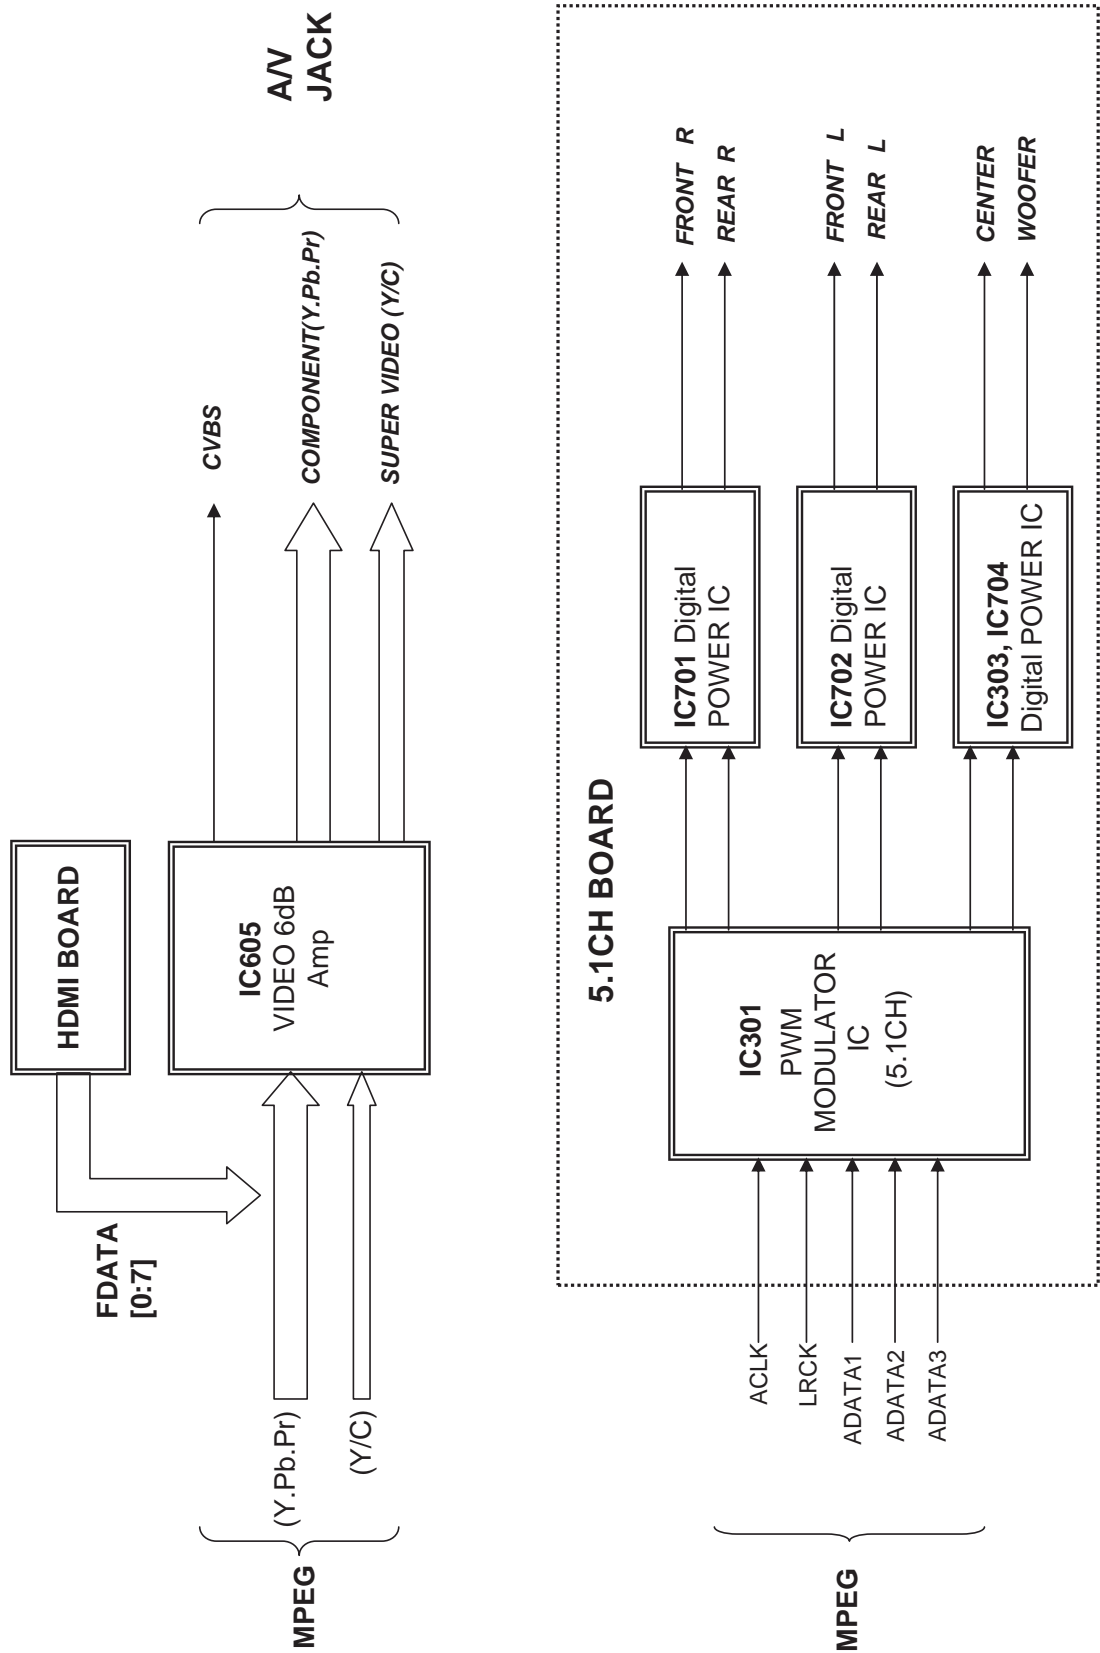 HDMI BOARD
FDATA
[0:7]
MPEG
(Y.Pb.Pr)
(Y/C)
IC605
VIDEO 6dB
Amp
CVBS
COMPONENT(Y.Pb.Pr)
SUPER VIDEO (Y/C)
A/V
JACK
5.1CH BOARD
MPEG
ACLK
LRCK
ADATA1
ADATA2
ADATA3
IC301
PWM
MODULATOR
IC
(5.1CH)
IC701 Digital
POWER IC
FRONT R
REAR R
IC702 Digital
POWER IC
FRONT L
REAR L
IC303, IC704
Digital POWER IC
CENTER
WOOFER